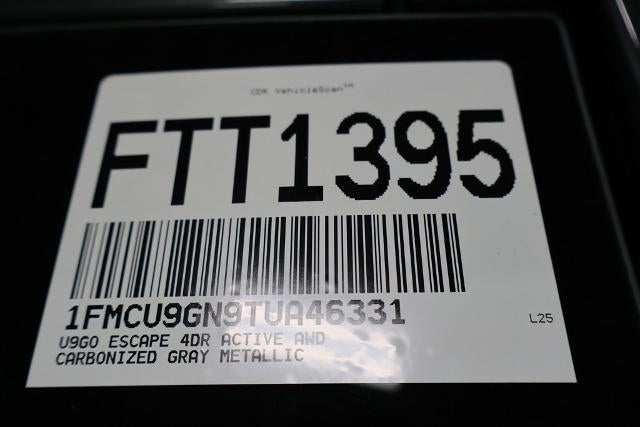 CDK VehicleScan™
FTT1395
1FMCU9GN9TUA46331
L25
U9G0 ESCAPE 4DR ACTIVE AWD
CARBONIZED GRAY METALLIC